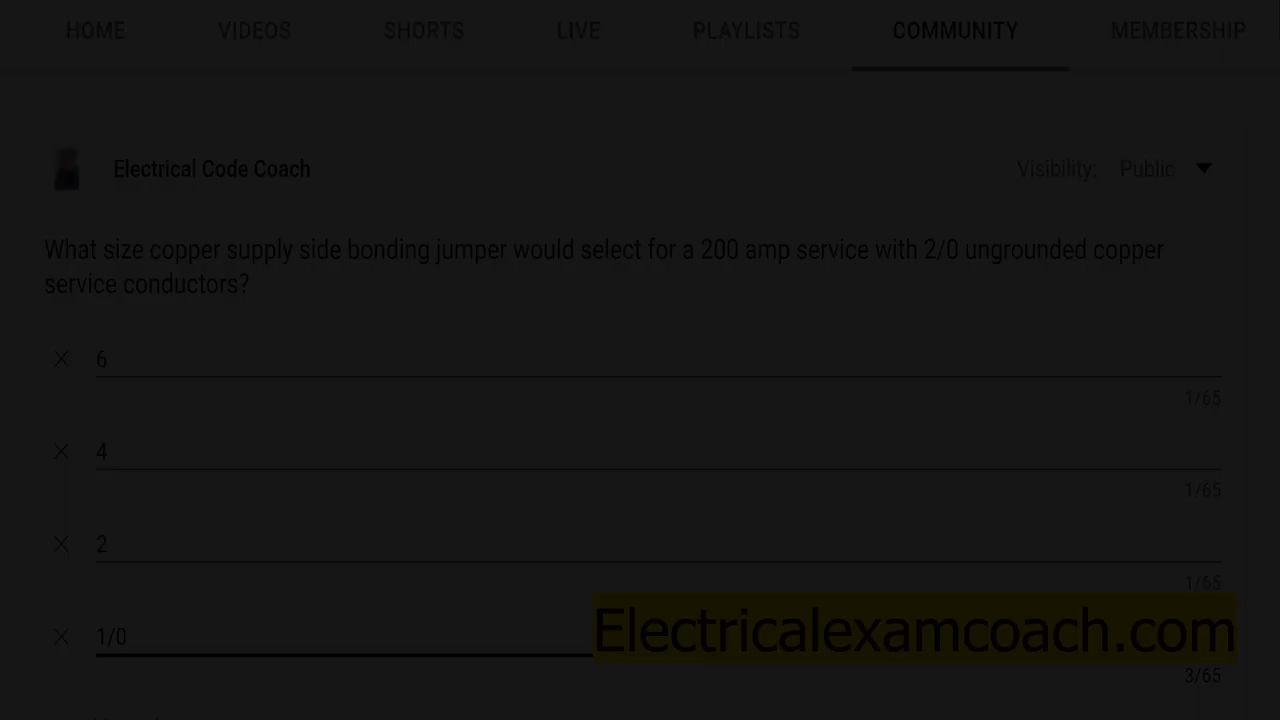 HOME VIDEOS SHORTS LIVE PLAYLISTS COMMUNITY MEMBERSHIP
Electrical Code Coach Visibility: Public
What size copper supply side bonding jumper would select for a 200 amp service with 2/0 ungrounded copper
service conductors?
6
1/65
4
1/65
2
1/65
1/0
Electricalexamcoach.com
3/65